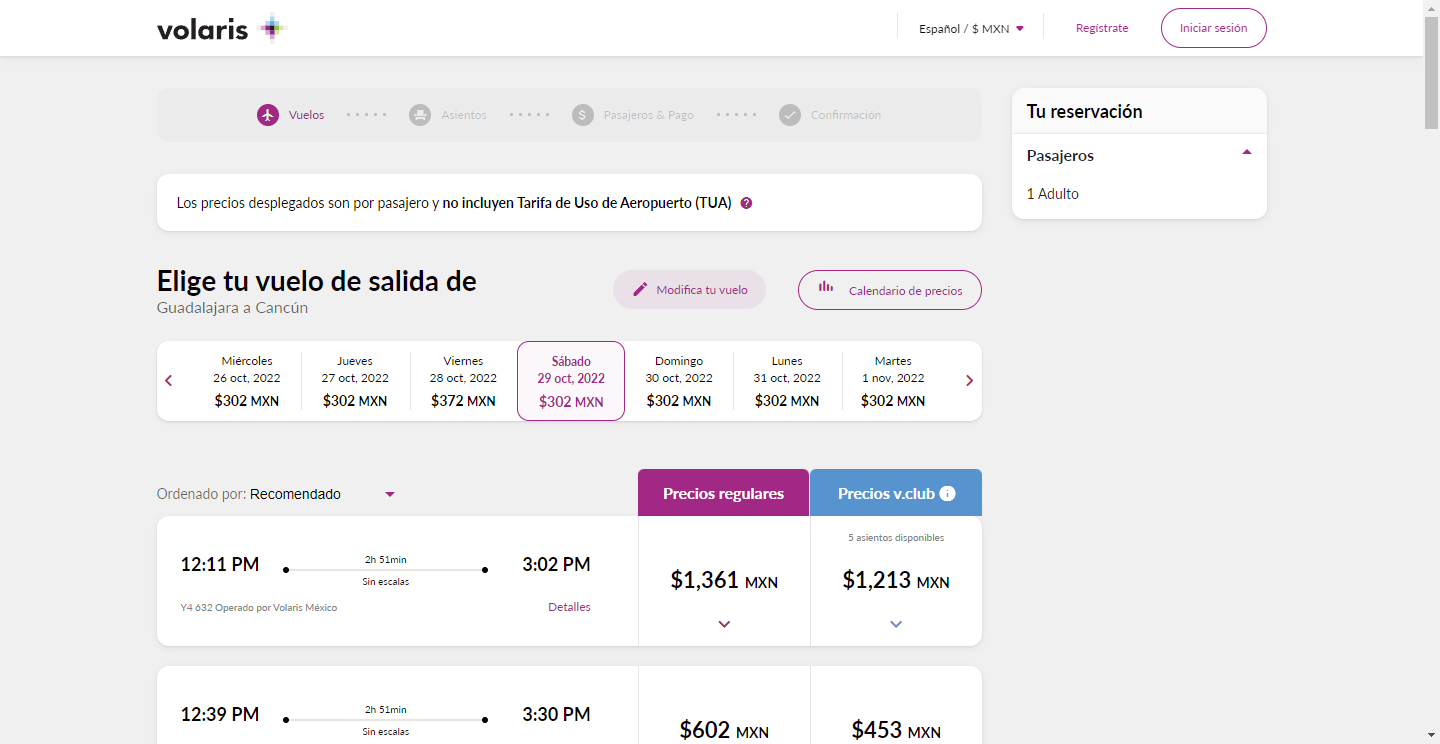 volaris
Español / $ MXN
Regístrate
Iniciar sesión
Vuelos
Asientos
$
Pasajeros & Pago
Confirmación
Tu reservación
Pasajeros
1 Adulto
Los precios desplegados son por pasajero y no incluyen Tarifa de Uso de Aeropuerto (TUA) ?
Elige tu vuelo de salida de
Guadalajara a Cancún
Modifica tu vuelo
Calendario de precios
Miércoles
26 oct, 2022
$302 MXN
Jueves
27 oct, 2022
$302 MXN
Viernes
28 oct, 2022
$372 MXN
Sábado
29 oct, 2022
$302 MXN
Domingo
30 oct, 2022
$302 MXN
Lunes
31 oct, 2022
$302 MXN
Martes
1 nov, 2022
$302 MXN
Ordenado por: Recomendado
Precios regulares
Precios v.club i
12:11 PM
2h 51min
Sin escalas
3:02 PM
Y4 632 Operado por Volaris México
Detalles
$1,361 MXN
5 asientos disponibles
$1,213 MXN
12:39 PM
2h 51min
Sin escalas
3:30 PM
$602 MXN
$453 MXN